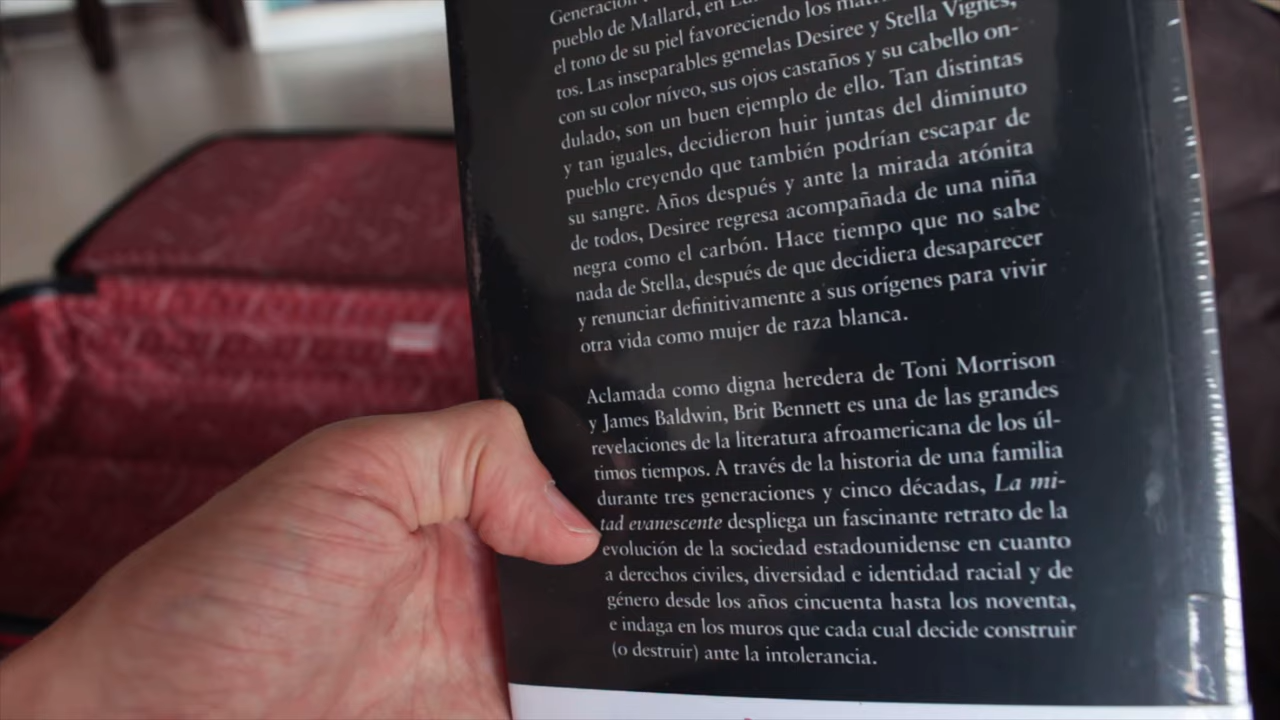 Generación
pueblo de Mallard, en
el tono de su piel favoreciendo los
tos. Las inseparables gemelas Desiree y Stella Vignes,
con su color níveo, sus ojos castaños y su cabello on-
dulado, son un buen ejemplo de ello. Tan distintas
y tan iguales, decidieron huir juntas del diminuto
pueblo creyendo que también podrían escapar de
su sangre. Años después y ante la mirada atónita
de todos, Desiree regresa acompañada de una niña
negra como el carbón. Hace tiempo que no sabe
nada de Stella, después de que decidiera desaparecer
y renunciar definitivamente a sus orígenes para vivir
otra vida como mujer de raza blanca.
Aclamada como digna heredera de Toni Morrison
y James Baldwin, Brit Bennett es una de las grandes
revelaciones de la literatura afroamericana de los úl-
timos tiempos. A través de la historia de una familia
durante tres generaciones y cinco décadas, La mi-
tad evanescente despliega un fascinante retrato de la
evolución de la sociedad estadounidense en cuanto
a derechos civiles, diversidad e identidad racial y de
género desde los años cincuenta hasta los noventa,
e indaga en los muros que cada cual decide construir
(o destruir) ante la intolerancia.